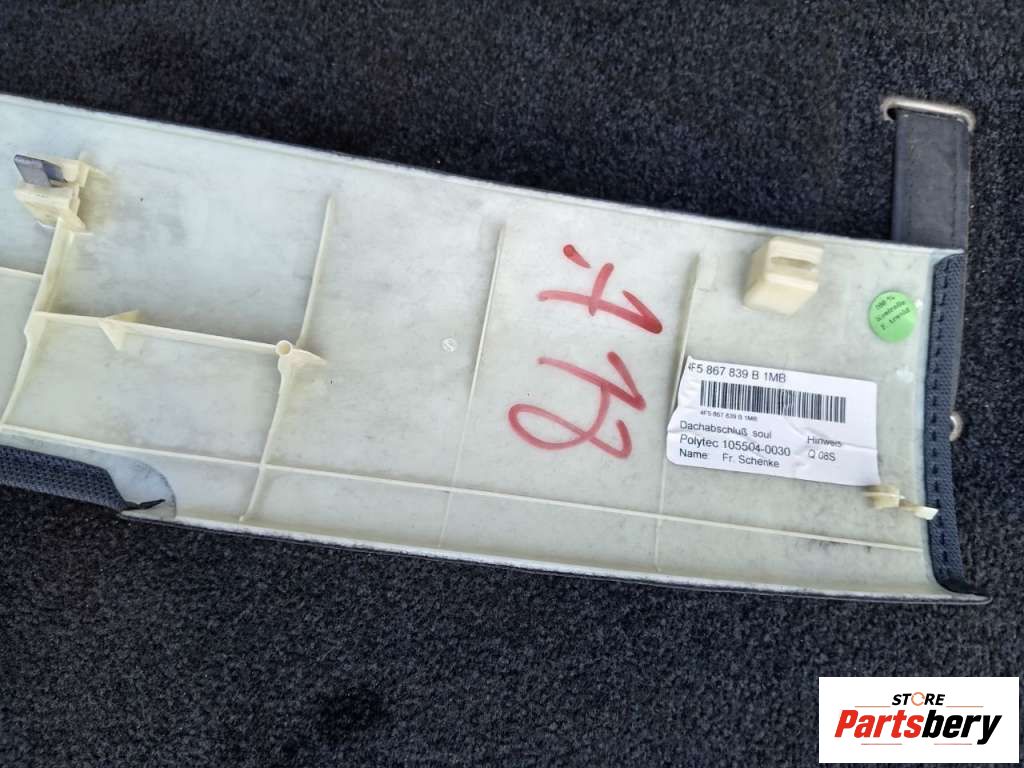 4F5 867 839 B 1MB
4F5 867 839 B 1MB
Dachabschluß soul
Hinweis:
Polytec 105504-0030
Q 08S
Name: Fr. Schenke
100 %
STORE
Partsbery